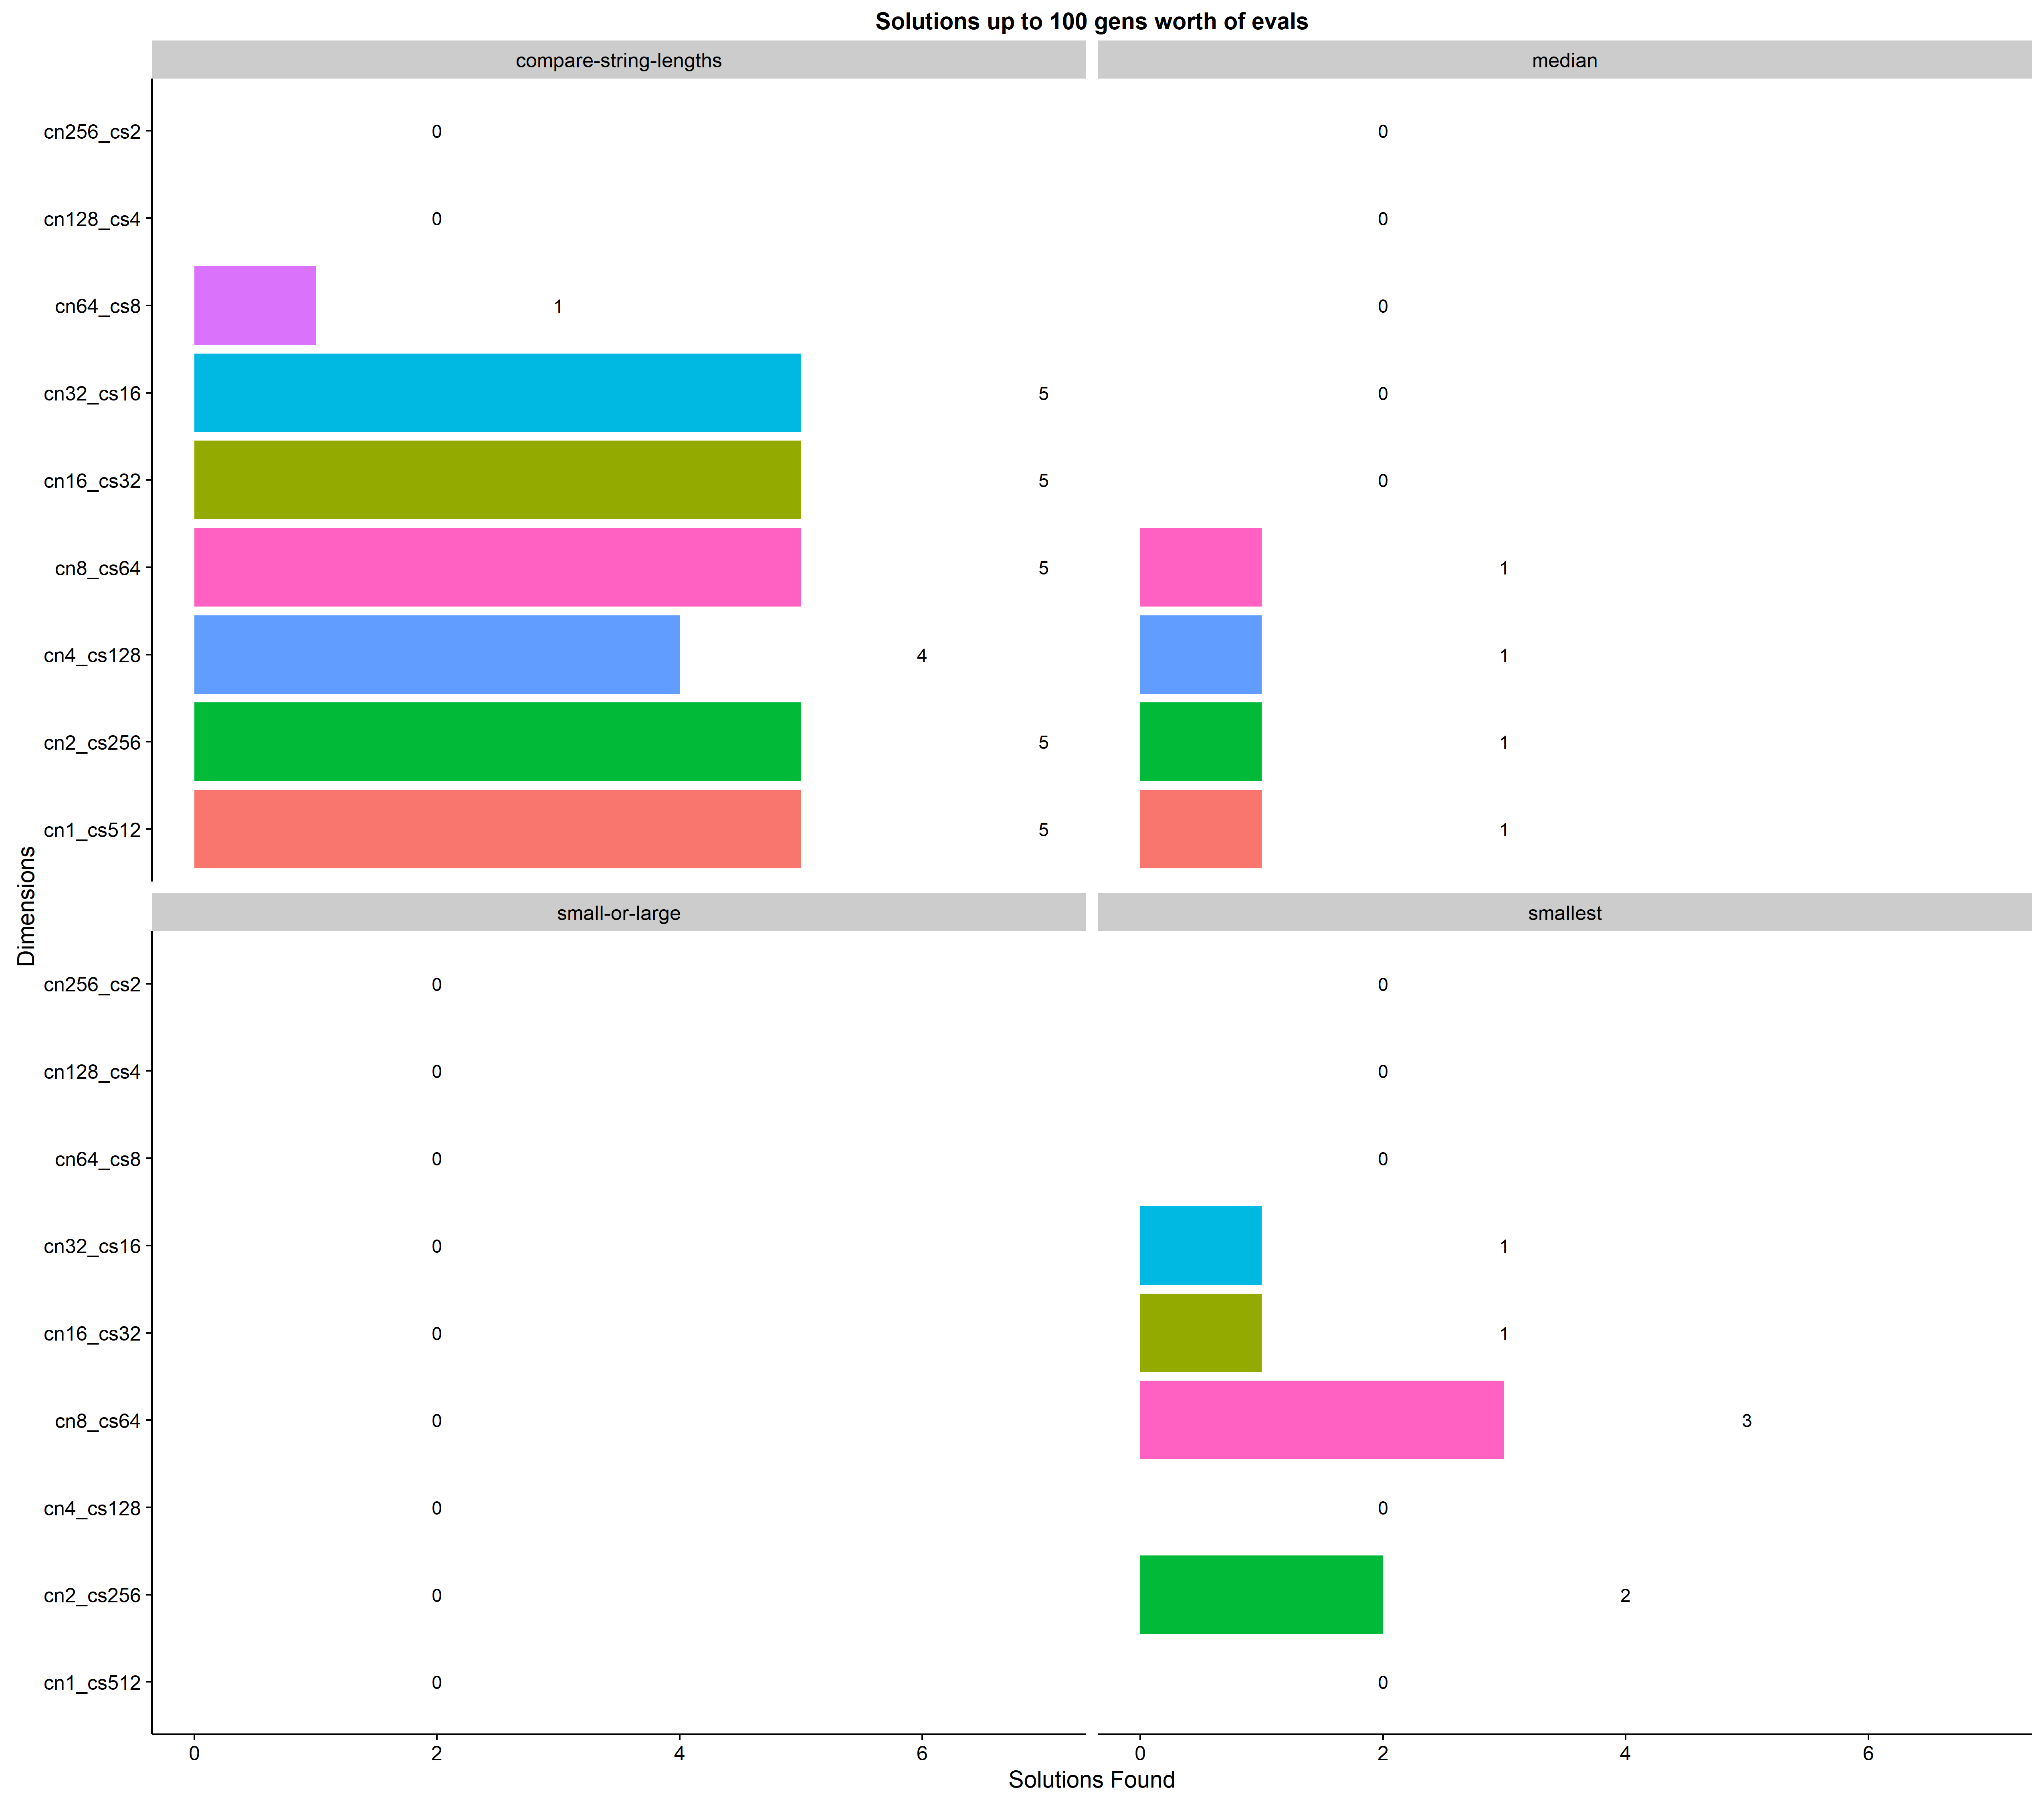 Solutions up to 100 gens worth of evals
compare-string-lengths median
cn256_cs2 0 0
cn128_cs4 0 0
cn64_cs8 1 0
cn32_cs16 5 0
cn16_cs32 5 0
cn8_cs64 5 1
cn4_cs128 4 1
cn2_cs256 5 1
cn1_cs512 5 1
Dimensions
small-or-large smallest
cn256_cs2 0 0
cn128_cs4 0 0
cn64_cs8 0 0
cn32_cs16 0 1
cn16_cs32 0 1
cn8_cs64 0 3
cn4_cs128 0 0
cn2_cs256 0 2
cn1_cs512 0 0
0 2 4 6 0 2 4 6
Solutions Found